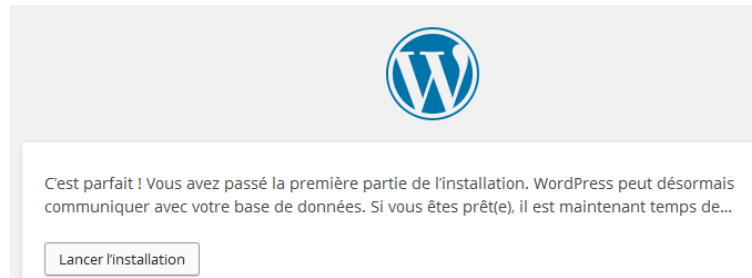 C'est parfait ! Vous avez passé la première partie de l'installation. WordPress peut désormais
communiquer avec votre base de données. Si vous êtes prêt(e), il est maintenant temps de…
Lancer l'installation